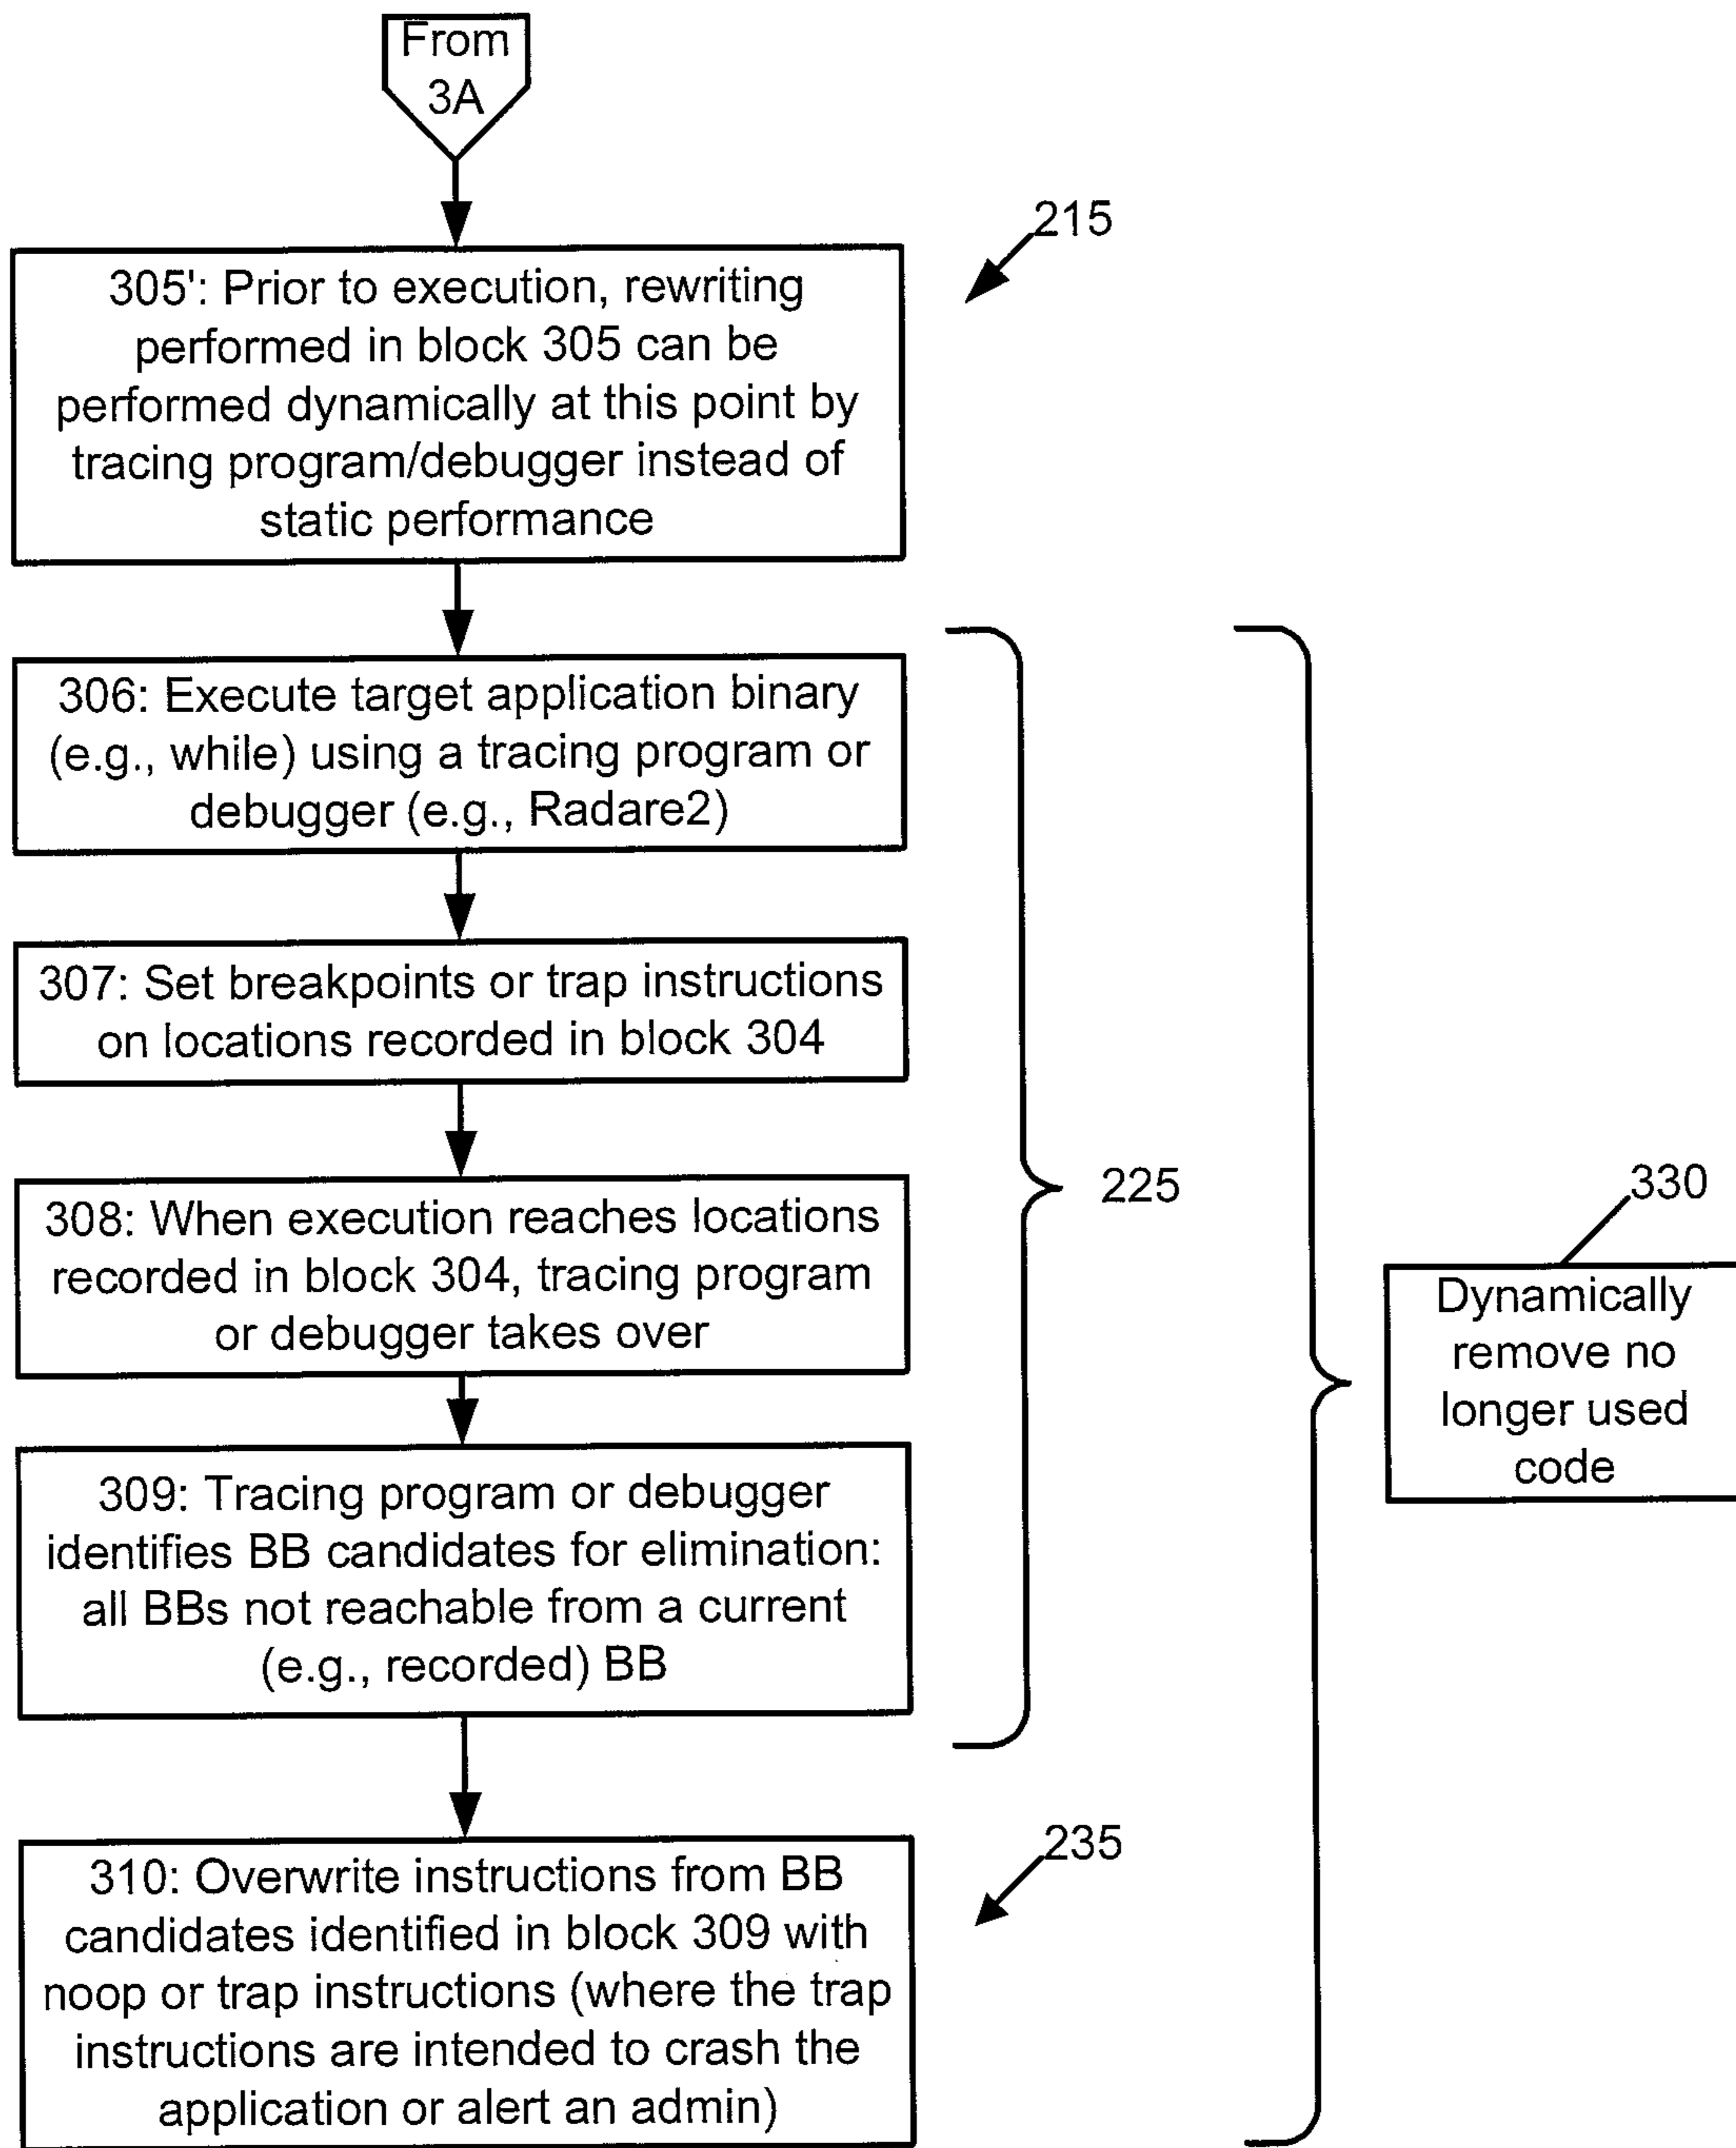 From
3A
215
305': Prior to execution, rewriting
performed in block 305 can be
performed dynamically at this point by
tracing program/debugger instead of
static performance
306: Execute target application binary
(e.g., while) using a tracing program or
debugger (e.g., Radare2)
307: Set breakpoints or trap instructions
on locations recorded in block 304
308: When execution reaches locations
recorded in block 304, tracing program
or debugger takes over
225
330
Dynamically
remove no
longer used
code
309: Tracing program or debugger
identifies BB candidates for elimination:
all BBs not reachable from a current
(e.g., recorded) BB
235
310: Overwrite instructions from BB
candidates identified in block 309 with
noop or trap instructions (where the trap
instructions are intended to crash the
application or alert an admin)